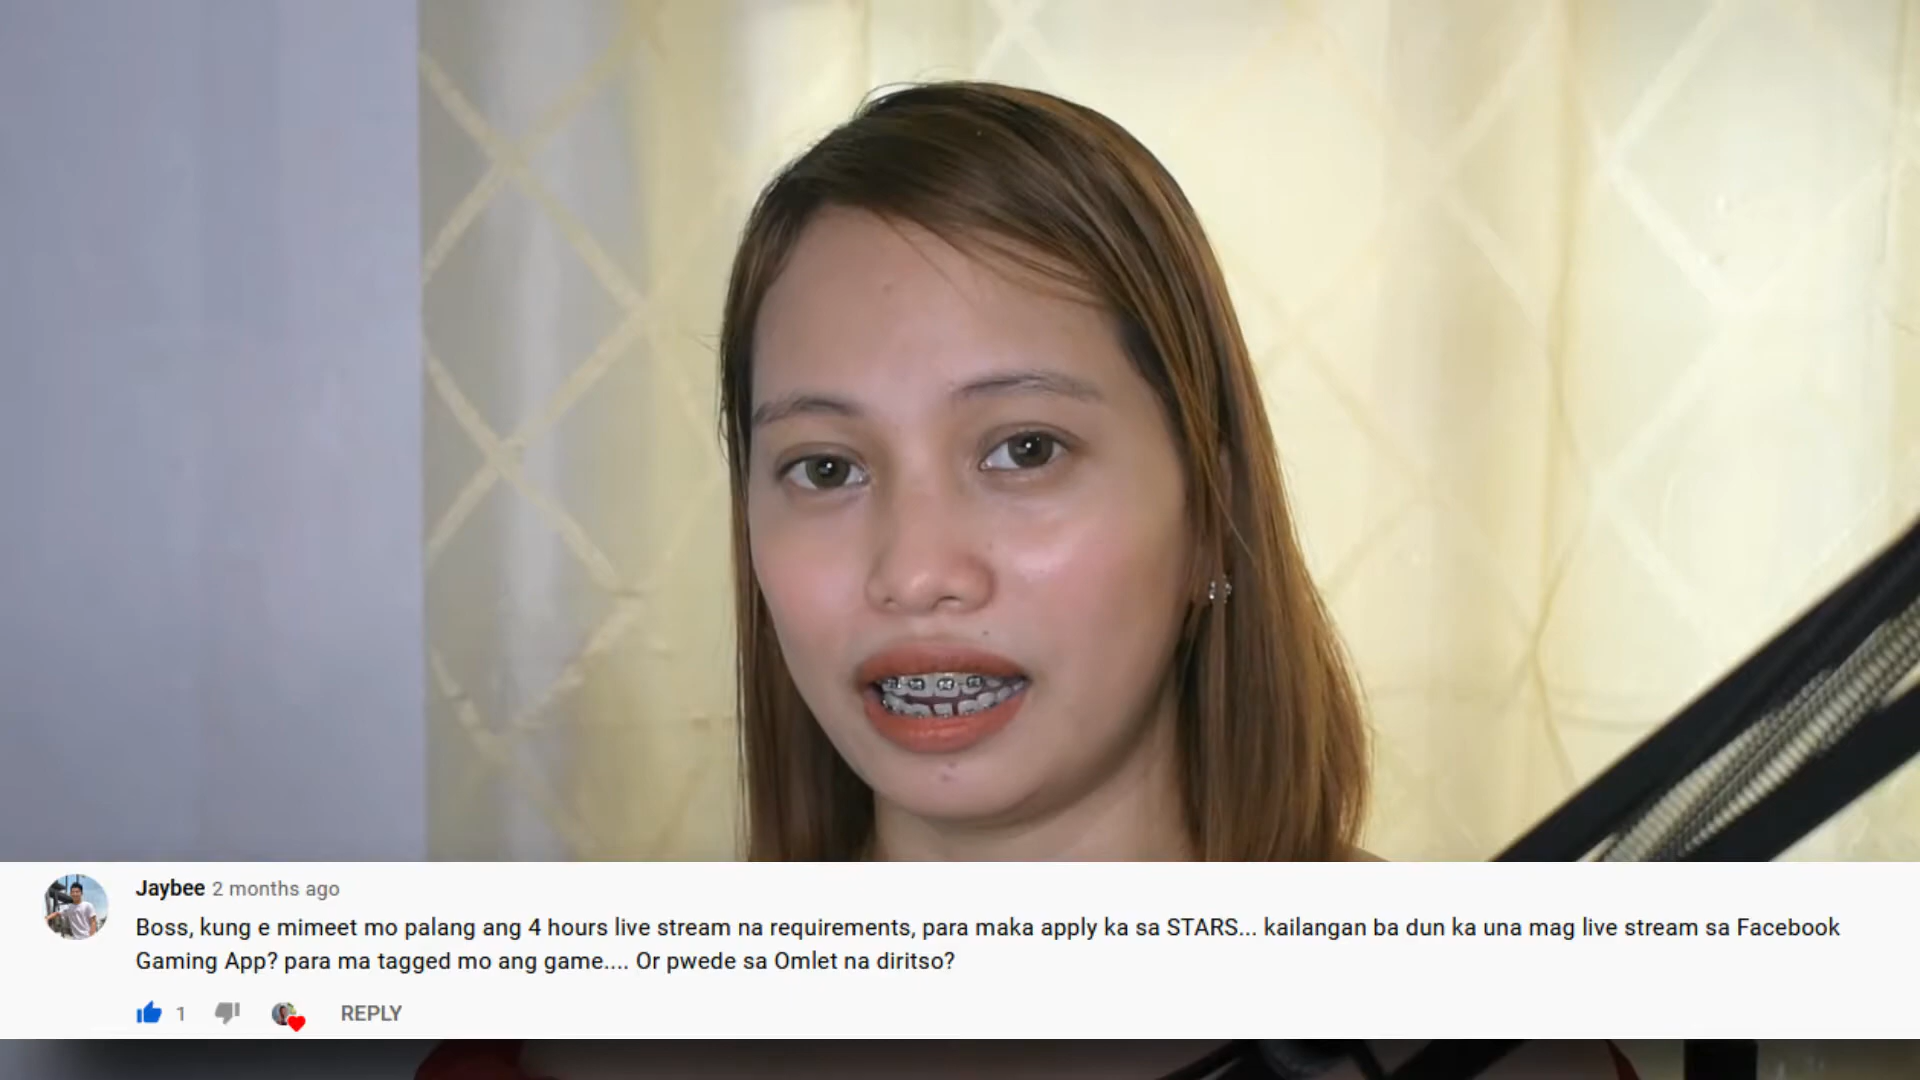 Jaybee 2 months ago
Boss, kung e mimeet mo palang ang 4 hours live stream na requirements, para maka apply ka sa STARS... kailangan ba dun ka una mag live stream sa Facebook
Gaming App? para ma tagged mo ang game.... Or pwede sa Omlet na diritso?
1 REPLY